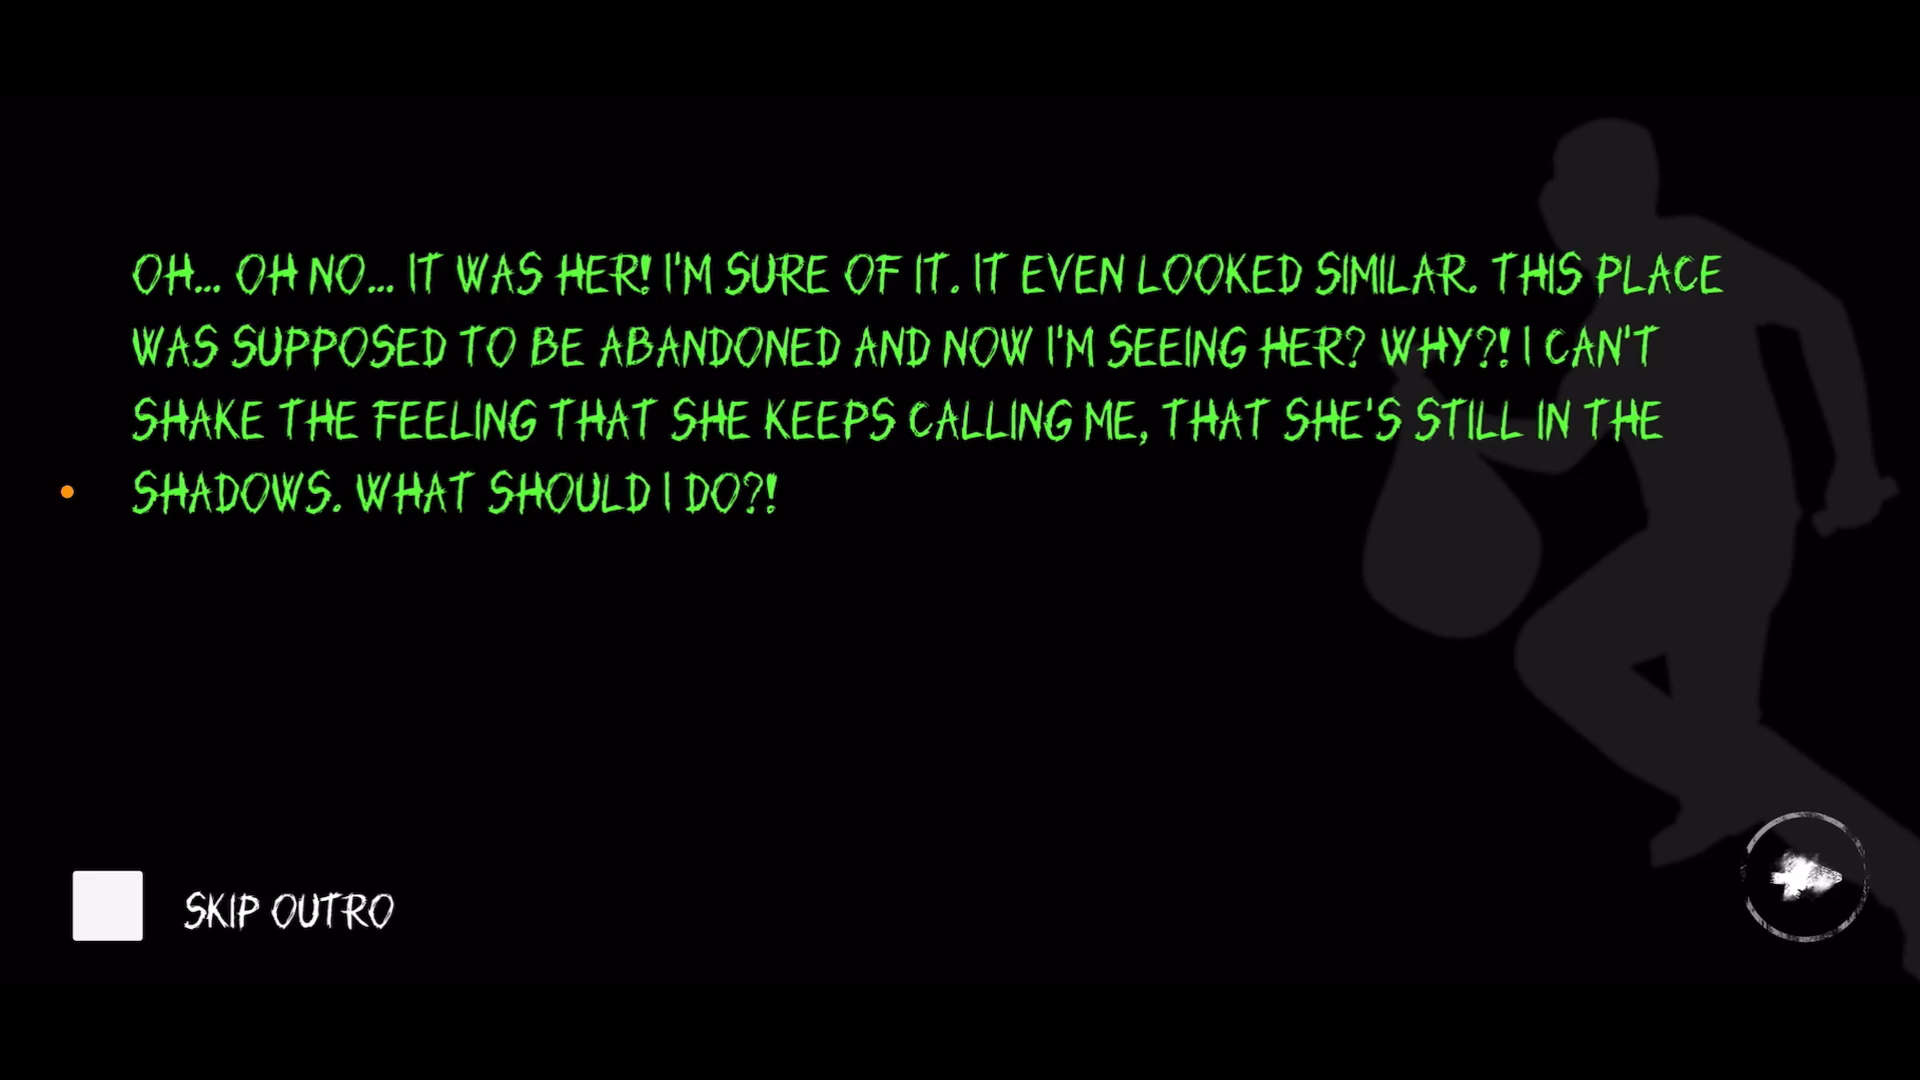 OH... OH NO... IT WAS HER! I'M SURE OF IT. IT EVEN LOOKED SIMILAR. THIS PLACE
WAS SUPPOSED TO BE ABANDONED AND NOW I'M SEEING HER? WHY?! I CAN'T
SHAKE THE FEELING THAT SHE KEEPS CALLING ME, THAT SHE'S STILL IN THE
SHADOWS. WHAT SHOULD I DO?!
SKIP OUTRO